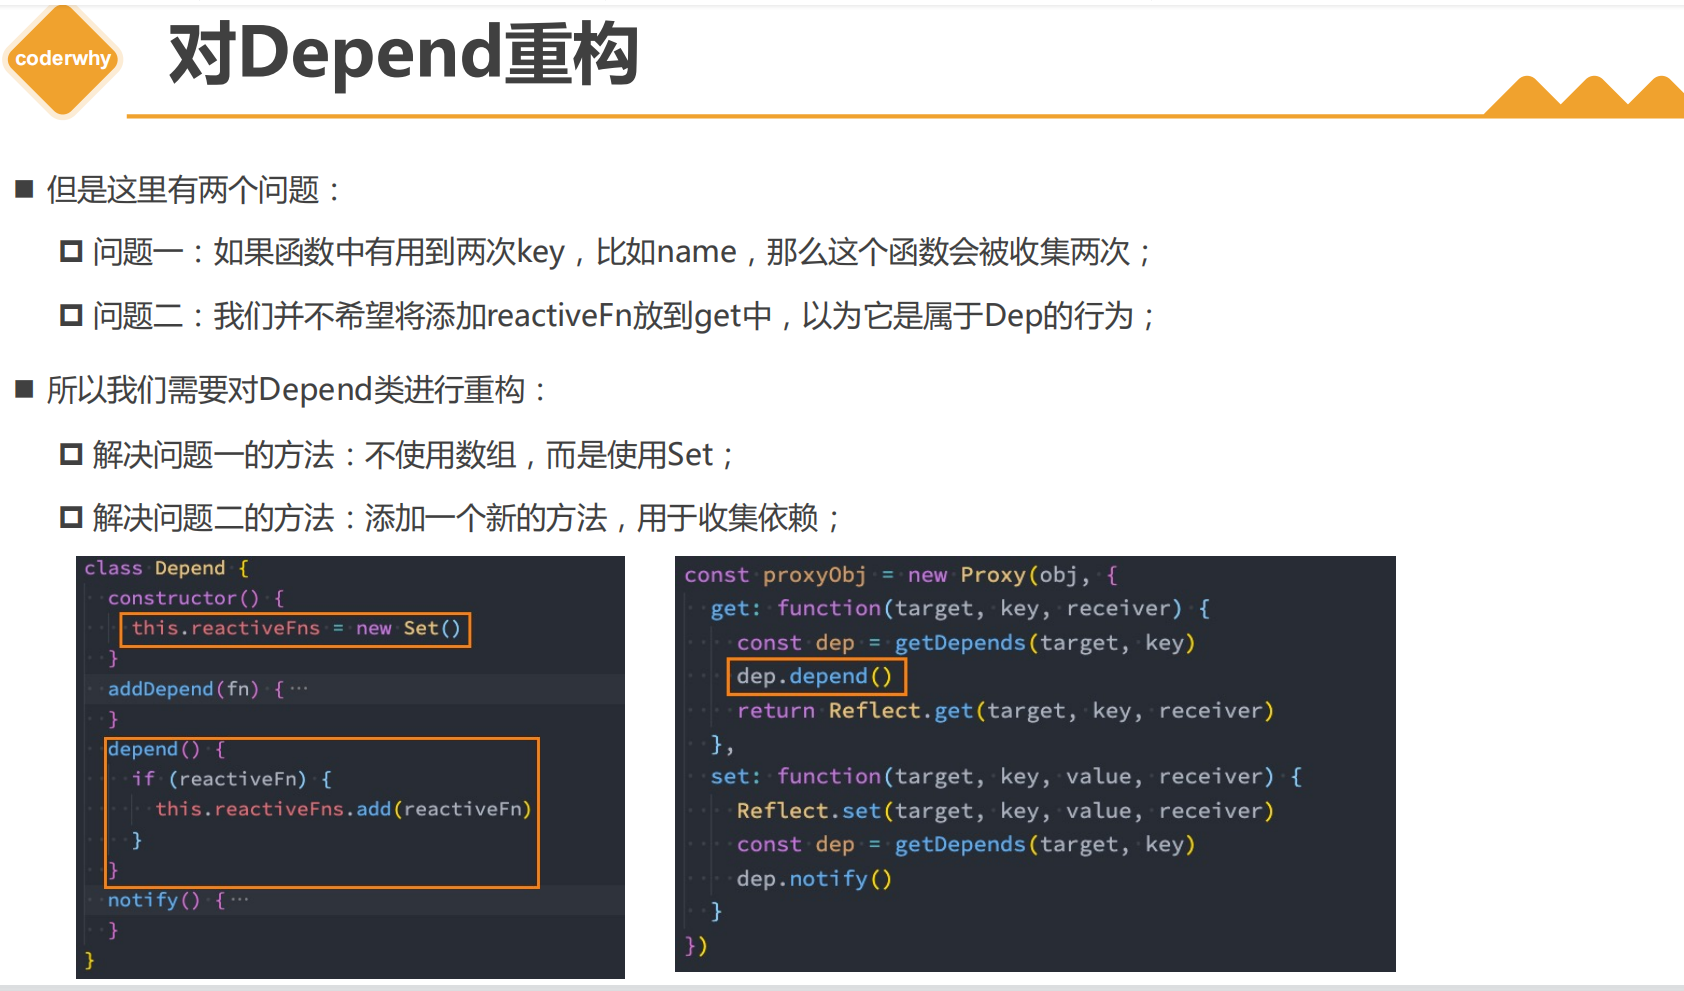 coderwhy
对Depend重构
但是这里有两个问题：
问题一：如果函数中有用到两次key，比如name，那么这个函数会被收集两次；
问题二：我们并不希望将添加reactiveFn放到get中，以为它是属于Dep的行为；
所以我们需要对Depend类进行重构：
解决问题一的方法：不使用数组，而是使用Set；
解决问题二的方法：添加一个新的方法，用于收集依赖；
class Depend {
constructor() {
this.reactiveFns = new Set()
}
addDepend(fn) { ···
}
depend() {
if (reactiveFn) {
this.reactiveFns.add(reactiveFn)
}
}
notify() { ···
}
}
const proxyObj = new Proxy(obj, {
get: function(target, key, receiver) {
const dep = getDepends(target, key)
dep.depend()
return Reflect.get(target, key, receiver)
},
set: function(target, key, value, receiver) {
Reflect.set(target, key, value, receiver)
const dep = getDepends(target, key)
dep.notify()
}
})